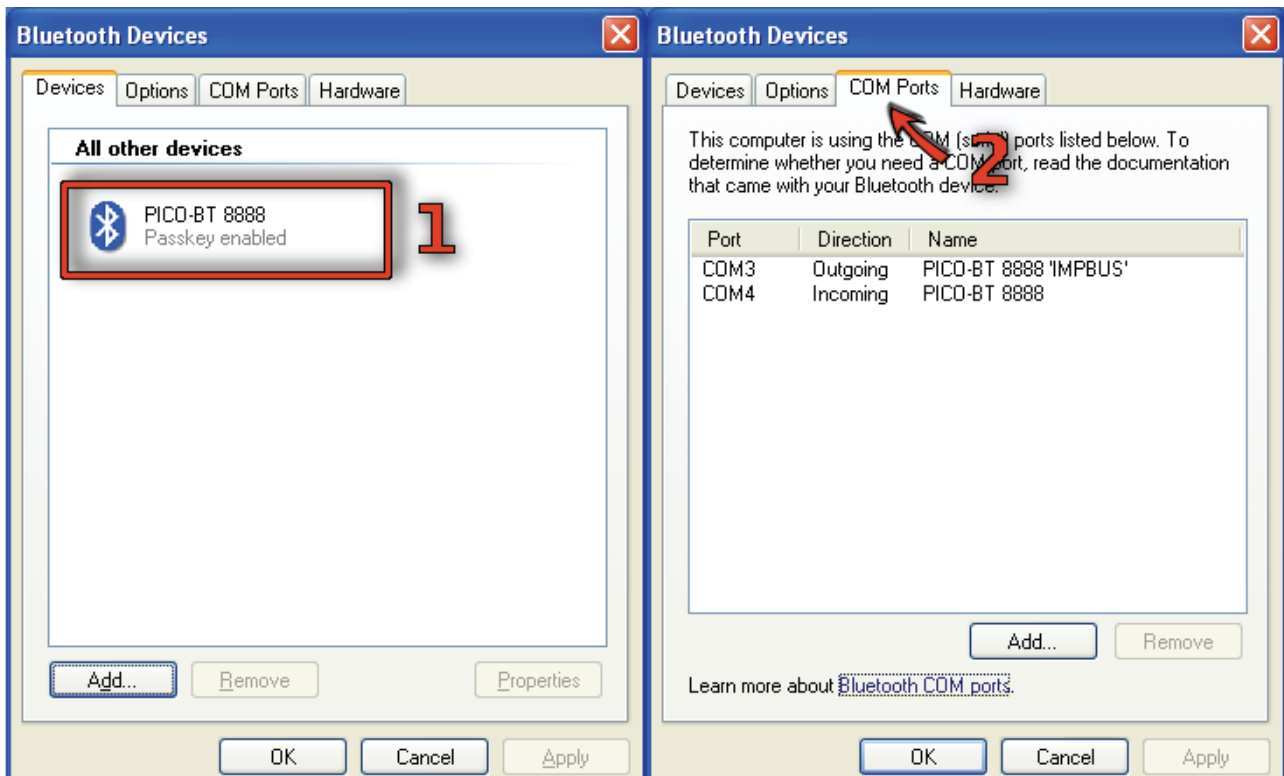 Bluetooth Devices
Devices Options COM Ports Hardware
All other devices
PICO-BT 8888
Passkey enabled
1
Add... Remove Properties
OK Cancel Apply
Bluetooth Devices
Devices Options COM Ports Hardware
2
This computer is using the COM (serial) ports listed below. To
determine whether you need a COM port, read the documentation
that came with your Bluetooth device.
Port Direction Name
COM3 Outgoing PICO-BT 8888 'IMPBUS'
COM4 Incoming PICO-BT 8888
Add... Remove
Learn more about Bluetooth COM ports.
OK Cancel Apply